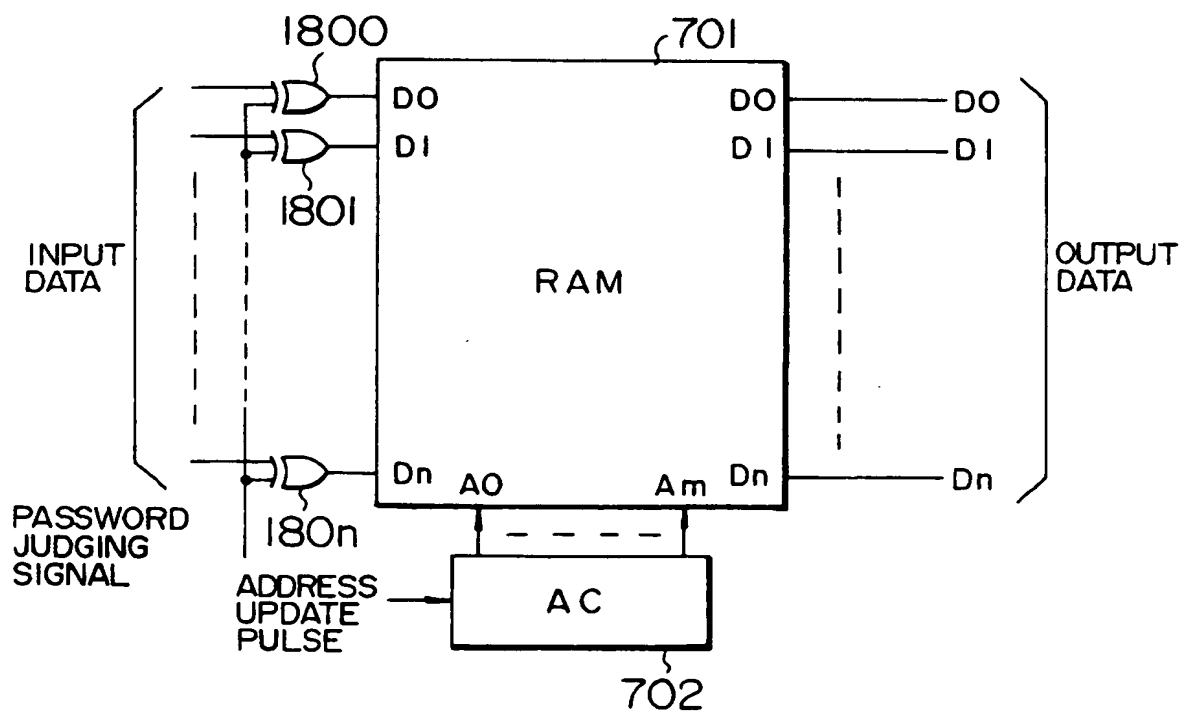 1800
701
D0
D0
D0
D1
D1
D1
1801
INPUT
DATA
RAM
OUTPUT
DATA
Dn
Dn
Dn
A0
Am
180n
PASSWORD
JUDGING
SIGNAL
ADDRESS
UPDATE
PULSE
AC
702